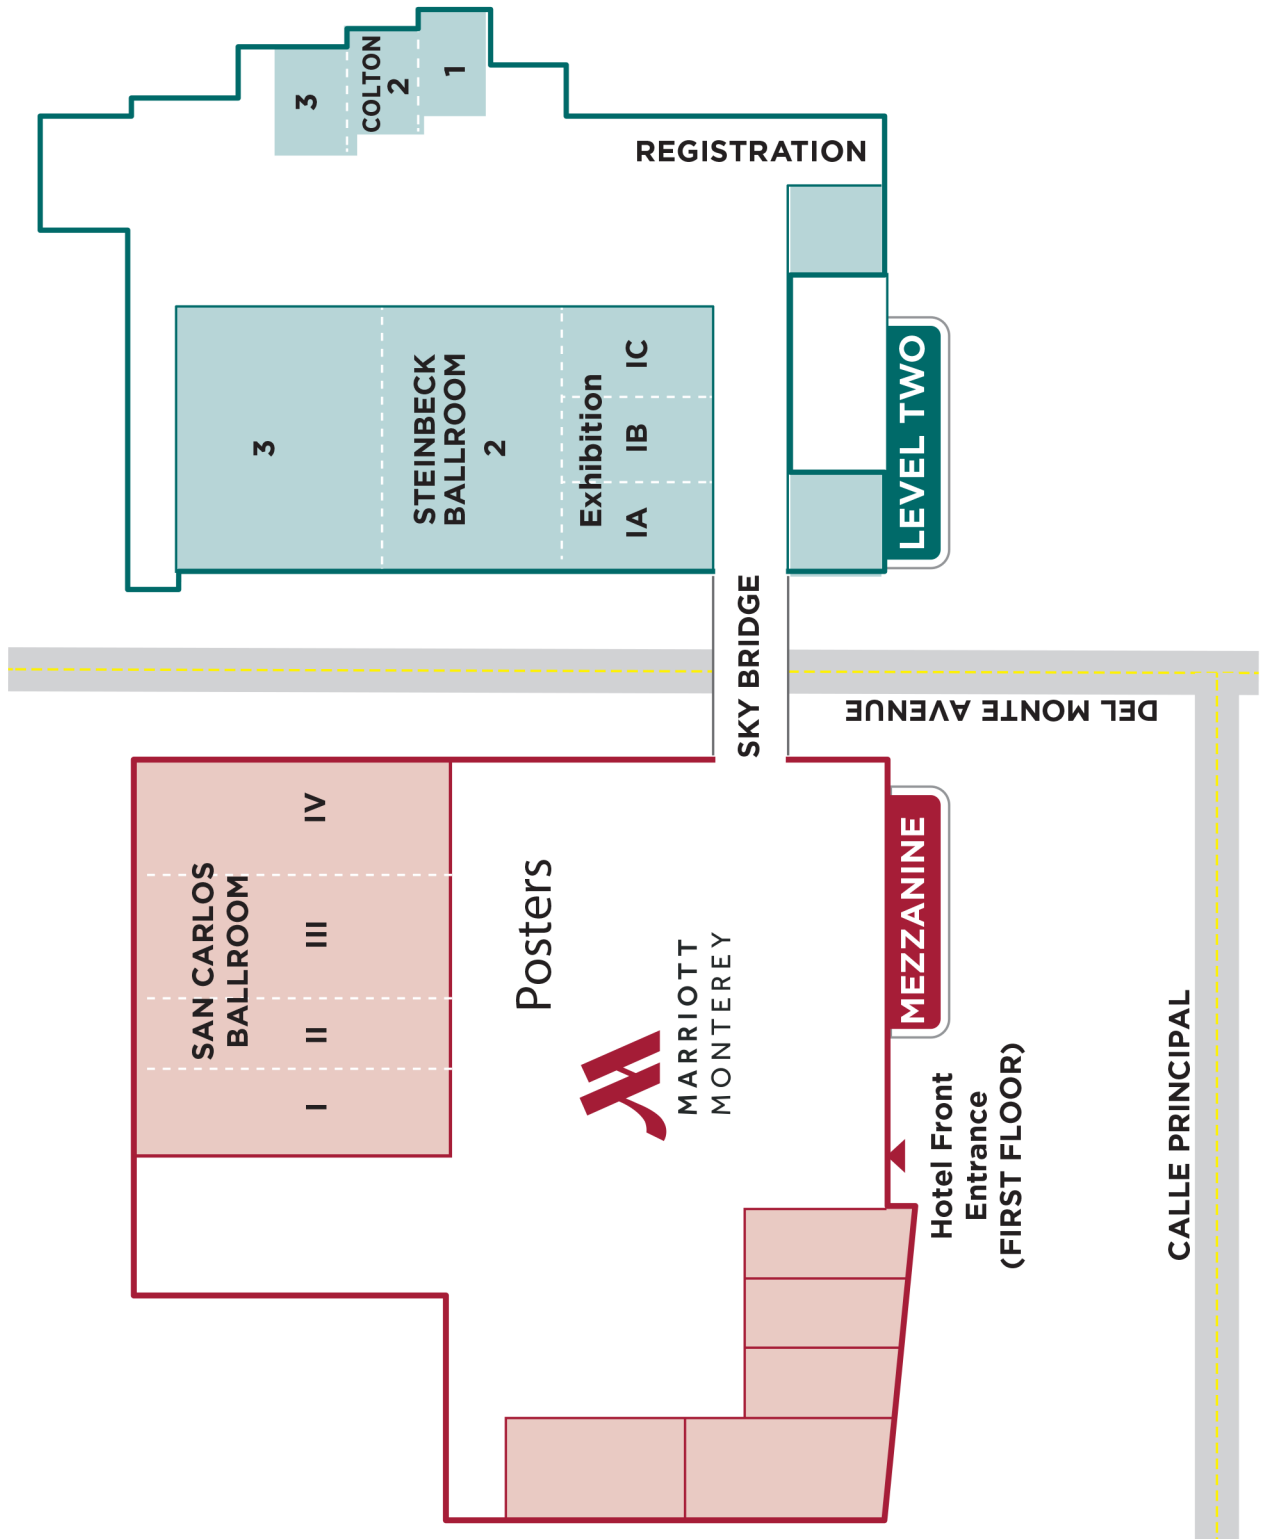 3
COLTON
2
1
REGISTRATION
3
STEINBECK
BALLROOM
2
Exhibition
IA
IB
IC
LEVEL TWO
SKY BRIDGE
DEL MONTE AVENUE
SAN CARLOS
BALLROOM
I
II
III
IV
Posters
MARRIOTT
MONTEREY
MEZZANINE
Hotel Front
Entrance
(FIRST FLOOR)
CALLE PRINCIPAL